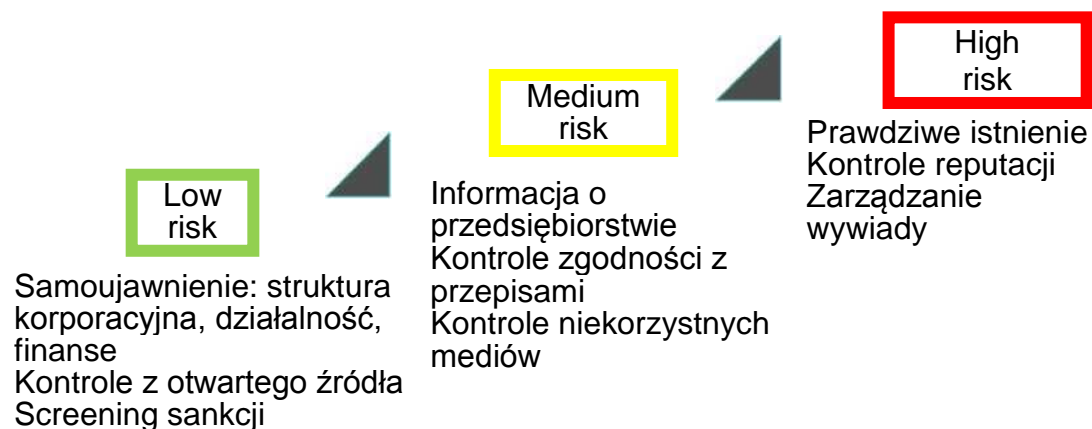 Low
risk
Samoujawnienie: struktura
korporacyjna, działalność,
finanse
Kontrole z otwartego źródła
Screening sankcji
Medium
risk
Informacja o
przedsiębiorstwie
Kontrole zgodności z
przepisami
Kontrole niekorzystnych
mediów
High
risk
Prawdziwe istnienie
Kontrole reputacji
Zarządzanie
wywiady